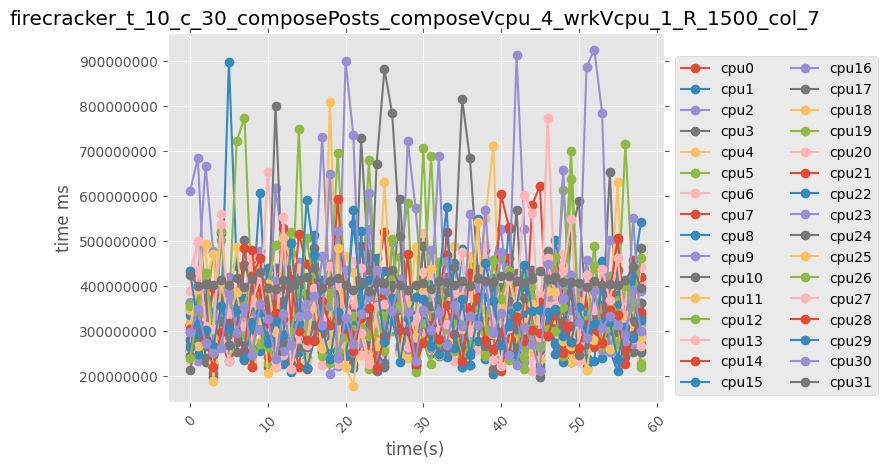 firecracker_t_10_c_30_composePosts_composeVcpu_4_wrkVcpu_1_R_1500_col_7
time ms
900000000
800000000
700000000
600000000
500000000
400000000
300000000
200000000
0
10
20
30
40
50
60
time(s)
cpu0
cpu1
cpu2
cpu3
cpu4
cpu5
cpu6
cpu7
cpu8
cpu9
cpu10
cpu11
cpu12
cpu13
cpu14
cpu15
cpu16
cpu17
cpu18
cpu19
cpu20
cpu21
cpu22
cpu23
cpu24
cpu25
cpu26
cpu27
cpu28
cpu29
cpu30
cpu31